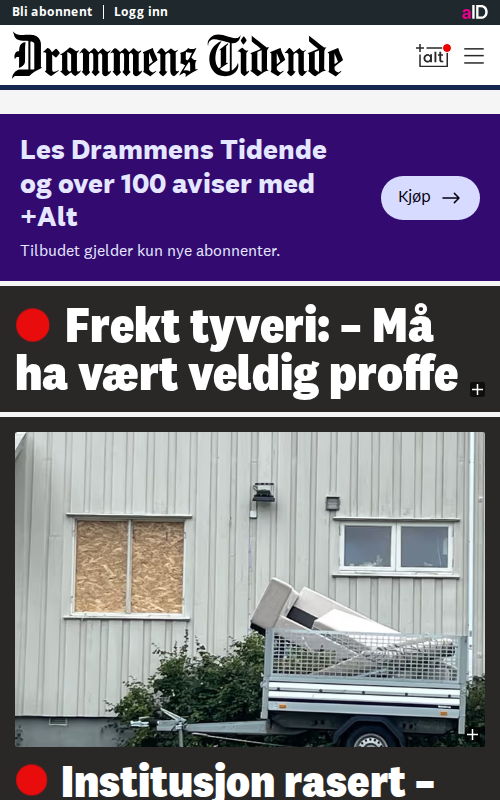 Bli abonnent | Logg inn
aID
Drammens Tidende
+alt
Les Drammens Tidende
og over 100 aviser med
+Alt
Kjøp →
Tilbudet gjelder kun nye abonnenter.
Frekt tyveri: – Må
ha vært veldig proffe +
+
Institusjon rasert –